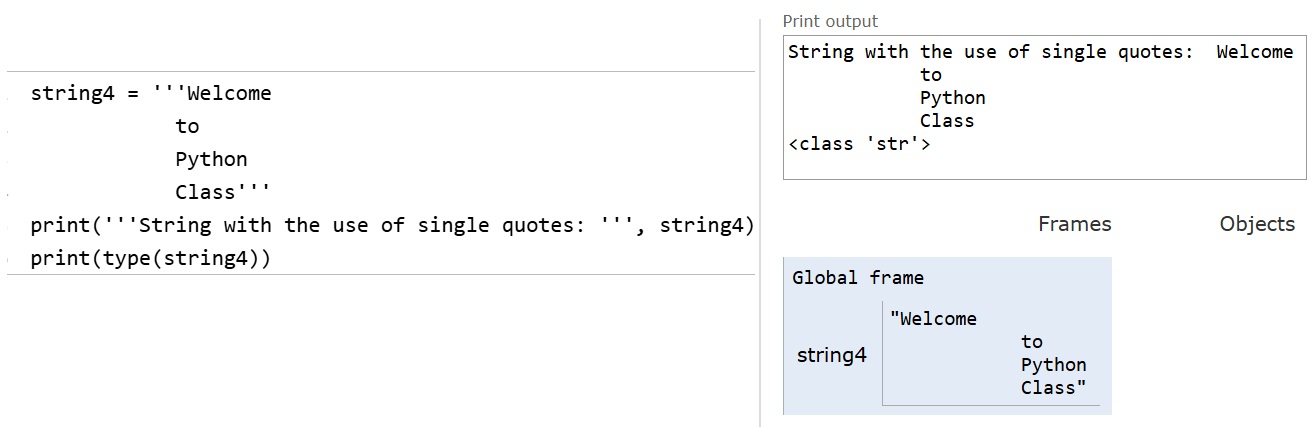 string4 = '''Welcome
            to
            Python
            Class'''
print('''String with the use of single quotes: ''', string4)
print(type(string4))
Print output
String with the use of single quotes:  Welcome
            to
            Python
            Class
<class 'str'>
Frames Objects
Global frame
string4
"Welcome
            to
            Python
            Class"